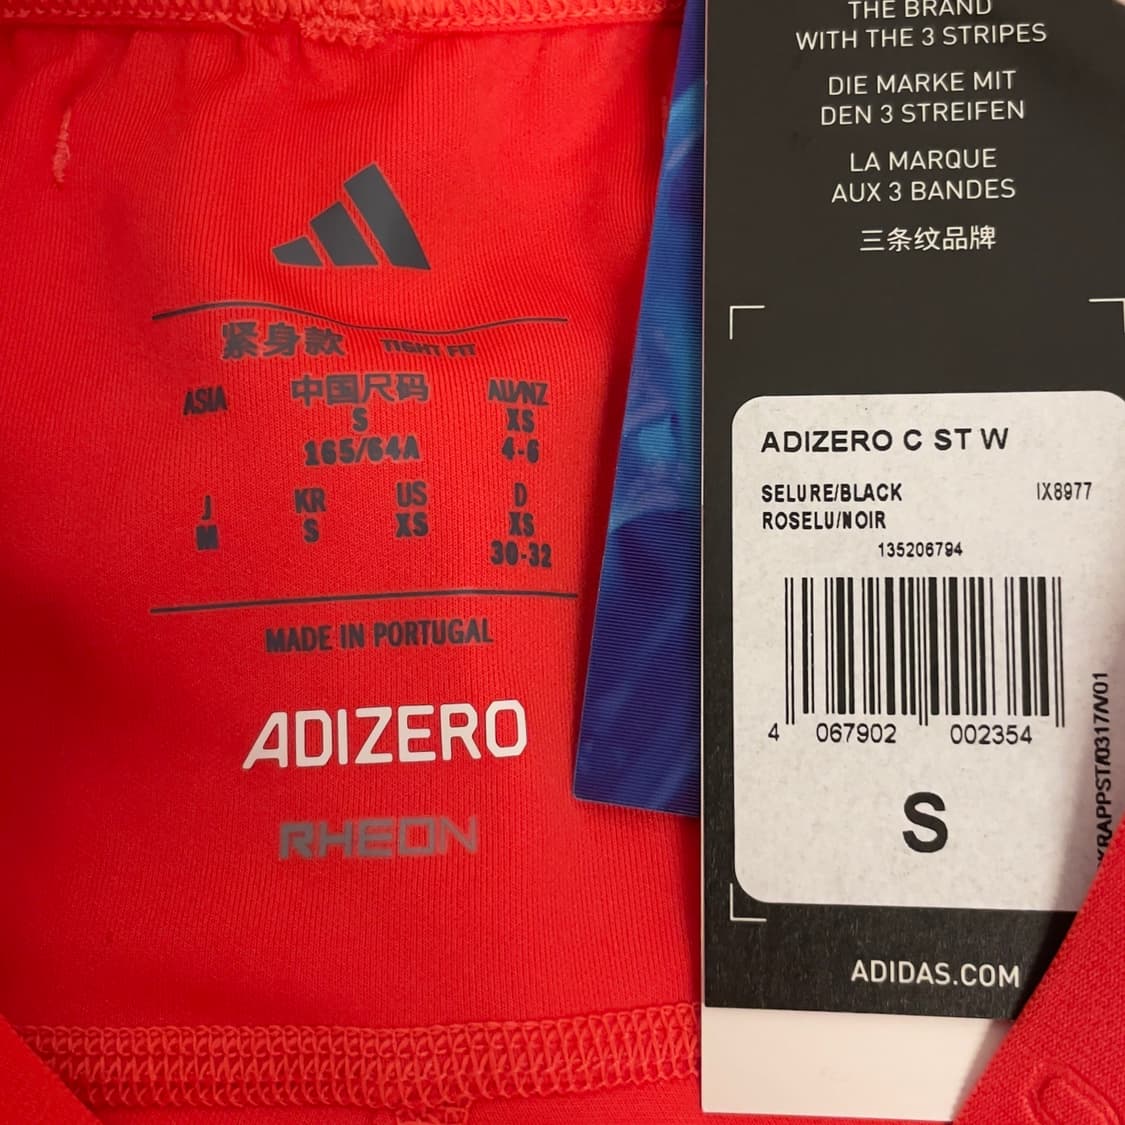 紧身款 TIGHT FIT
ASIA 中国尺码 AU/NZ
S XS
165/64A 4-6
J KR US D
M S XS XS
30-32
MADE IN PORTUGAL
ADIZERO
RHEON
THE BRAND
WITH THE 3 STRIPES
DIE MARKE MIT
DEN 3 STREIFEN
LA MARQUE
AUX 3 BANDES
三条纹品牌
ADIZERO C ST W
SELURE/BLACK IX8977
ROSELU/NOIR
135206794
4 067902 002354
S
ADIDAS.COM